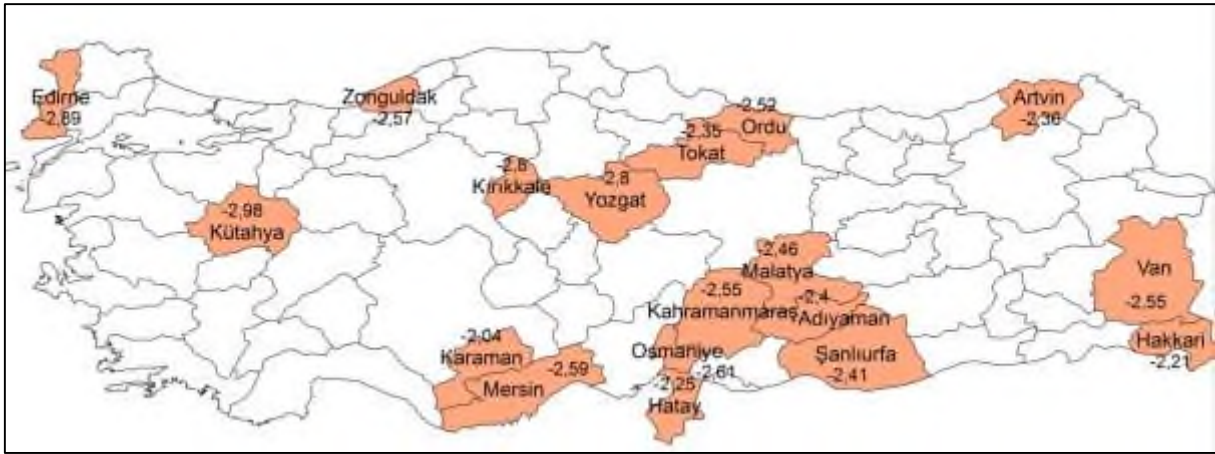 Edirne
-2,89
Zonguldak
-2,57
-2,52
Ordu
-2,35
Tokat
Artvin
-2,36
-2,6
Kırıkkale
-2,8
Yozgat
-2,98
Kütahya
-2,46
Malatya
Van
-2.55
-2,55
Kahramanmaraş
-2,4
Adıyaman
Hakkari
-2,21
-2,04
Karaman
-2,59
Mersin
Osmaniye
-2,61
Şanlıurfa
-2,41
-2,25
Hatay